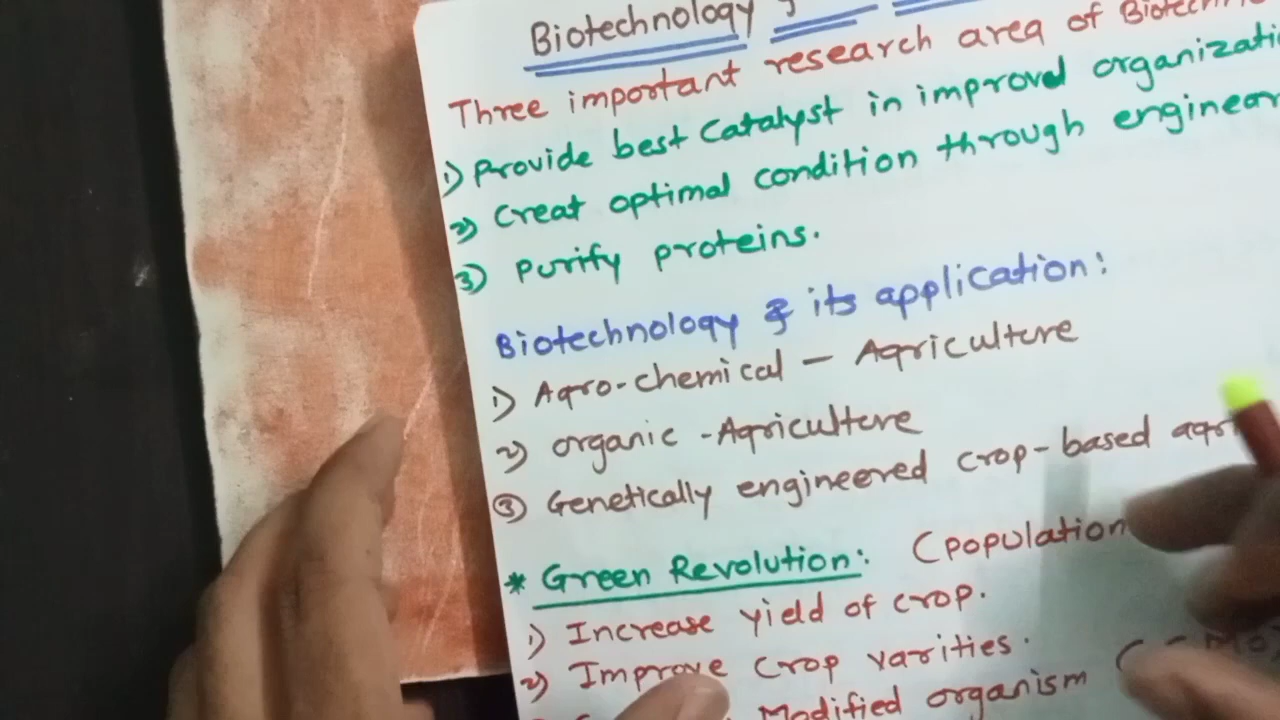 Biotechnology &
Three important research area of
1) Provide best Catalyst in improved
2) Creat optimal condition through
3) Purify proteins.
Biotechnology & its application:
1) Agro-chemical - Agriculture
2) organic - Agriculture
3) Genetically engineered crop-based
* Green Revolution: (population
1) Increase yield of crop.
2) Improve crop varities.
Modified organism